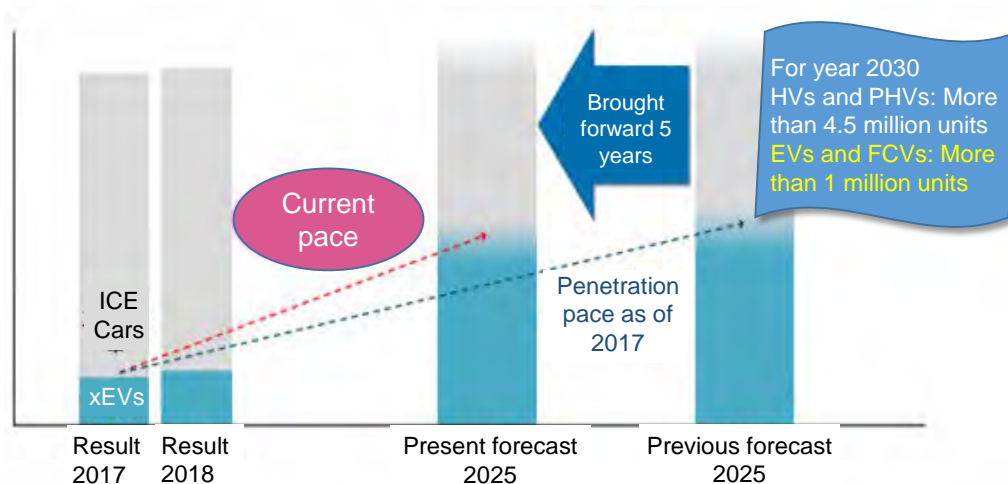 For year 2030
HVs and PHVs: More
than 4.5 million units
EVs and FCVs: More
than 1 million units
Brought
forward 5
years
Current
pace
Penetration
pace as of
2017
ICE
Cars
xEVs
Result
2017
Result
2018
Present forecast
2025
Previous forecast
2025